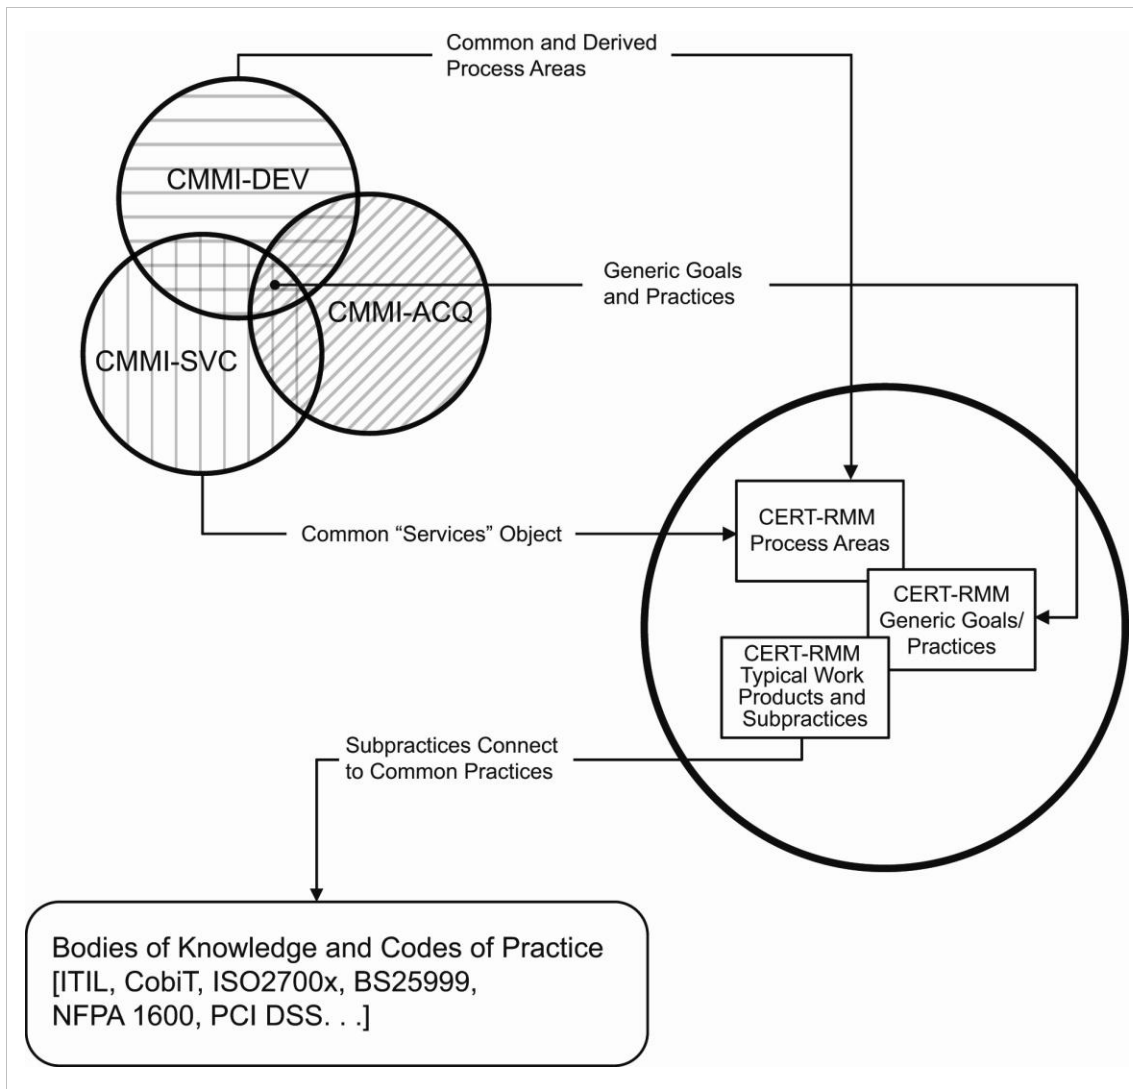 Common and Derived
Process Areas
CMMI-DEV
Generic Goals
and Practices
CMMI-ACQ
CMMI-SVC
Common “Services” Object
CERT-RMM
Process Areas
CERT-RMM
Generic Goals/
Practices
CERT-RMM
Typical Work
Products and
Subpractices
Subpractices Connect
to Common Practices
Bodies of Knowledge and Codes of Practice
[ITIL, CobiT, ISO2700x, BS25999,
NFPA 1600, PCI DSS. . .]